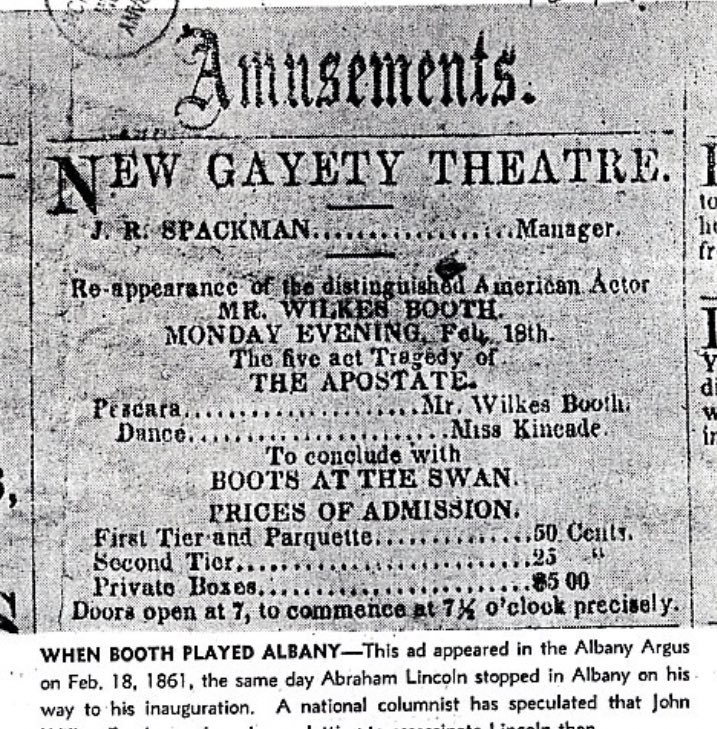 Amusements.
NEW GAYETY THEATRE.
J. R. SPACKMAN..................Manager.
Re-appearance of the distinguished American Actor
MR. WILKES BOOTH.
MONDAY EVENING, Feb. 18th.
The five act Tragedy of
THE APOSTATE.
Pescara......................Mr. Wilkes Booth.
Dance........................Miss Kincade.
To conclude with
BOOTS AT THE SWAN.
PRICES OF ADMISSION.
First Tier and Parquette..............50 Cents.
Second Tier...........................25 "
Private Boxes.........................$5 00
Doors open at 7, to commence at 7½ o'clock precisely.
WHEN BOOTH PLAYED ALBANY—This ad appeared in the Albany Argus
on Feb. 18, 1861, the same day Abraham Lincoln stopped in Albany on his
way to his inauguration. A national columnist has speculated that John